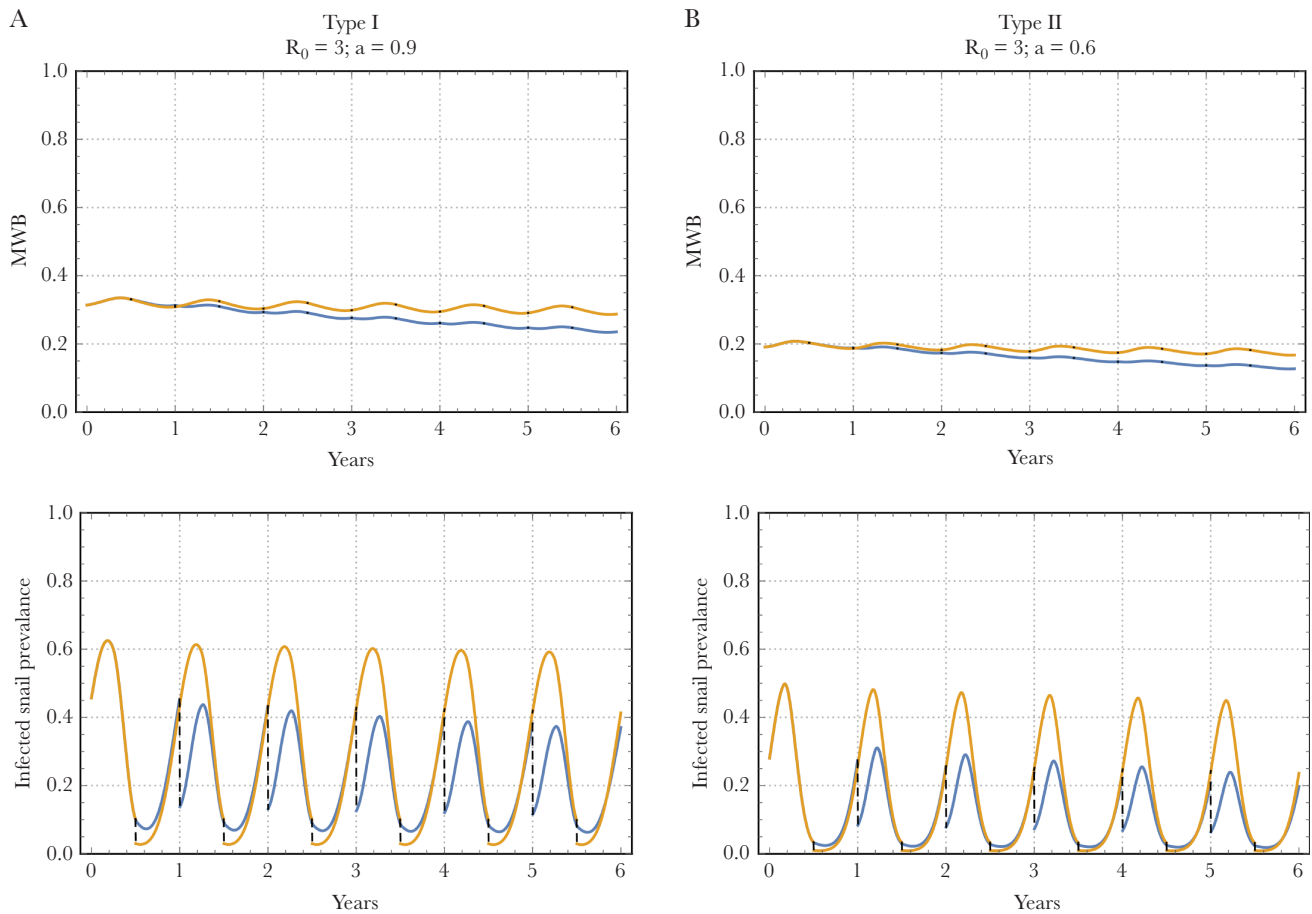 A
Type I
R0 = 3; a = 0.9
1.0
0.8
0.6
0.4
0.2
0.0
MWB
0 1 2 3 4 5 6
Years
B
Type II
R0 = 3; a = 0.6
1.0
0.8
0.6
0.4
0.2
0.0
MWB
0 1 2 3 4 5 6
Years
1.0
0.8
0.6
0.4
0.2
0.0
Infected snail prevalance
0 1 2 3 4 5 6
Years
1.0
0.8
0.6
0.4
0.2
0.0
Infected snail prevalance
0 1 2 3 4 5 6
Years